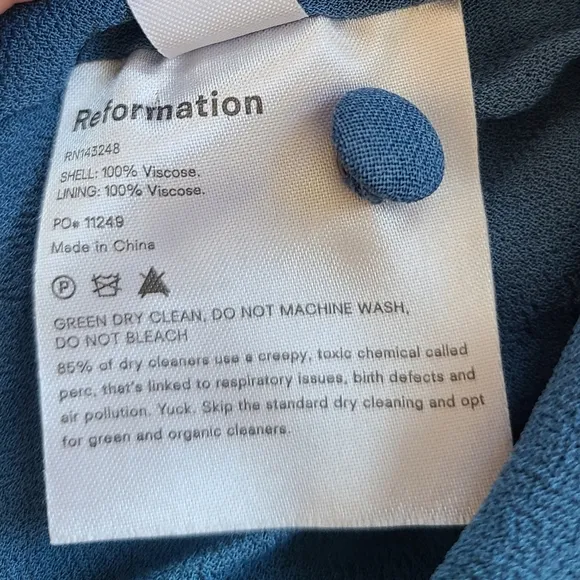 Reformation
RN143248
SHELL: 100% Viscose.
LINING: 100% Viscose.
PO# 11249
Made in China
P
GREEN DRY CLEAN, DO NOT MACHINE WASH,
DO NOT BLEACH
85% of dry cleaners use a creepy, toxic chemical called
perc, that's linked to respiratory issues, birth defects and
air pollution. Yuck. Skip the standard dry cleaning and opt
for green and organic cleaners.